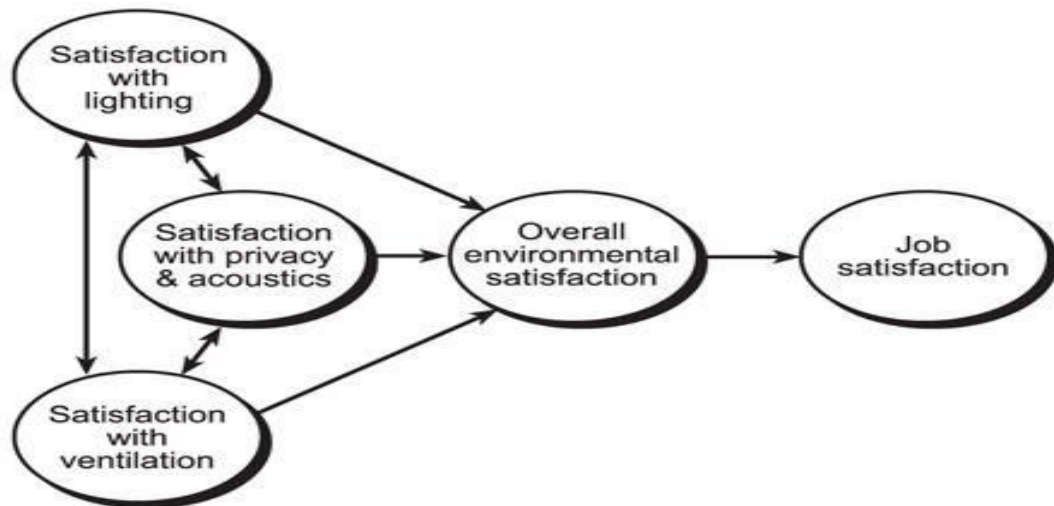 Satisfaction
with
lighting
Satisfaction
with privacy
& acoustics
Satisfaction
with
ventilation
Overall
environmental
satisfaction
Job
satisfaction